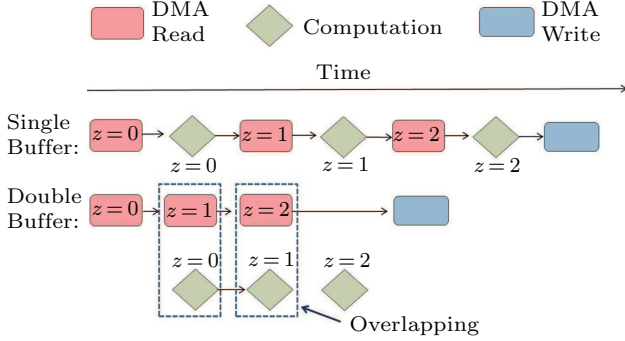 DMA
Read
Computation
DMA
Write
Time
Single
Buffer:
z=0
z=1
z=2
z=0
z=1
z=2
Double
Buffer:
z=0
z=1
z=2
z=0
z=1
z=2
Overlapping